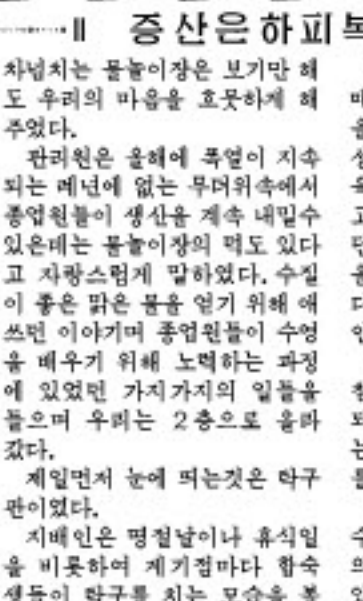 증산은하피복
차넘치는 물놀이장은 보기만 해
도 우리의 마음을 흐뭇하게 해
주었다.
관리원은 올해에 폭열이 지속
되는 례년에 없는 무더위속에서
종업원들이 생산을 계속 내밀수
있은데는 물놀이장의 덕도 있다
고 자랑스럽게 말하였다. 수질
이 좋은 맑은 물을 얻기 위해 애
쓰던 이야기며 종업원들이 수영
을 배우기 위해 노력하는 과정
에 있었던 가지가지의 일들을
들으며 우리는 2층으로 올라
갔다.
제일먼저 눈에 띄는것은 탁구
판이였다.
지배인은 명절날이나 휴식일
을 비롯하여 계기점마다 합숙
생들이 탁구를 치는 모습을 볼